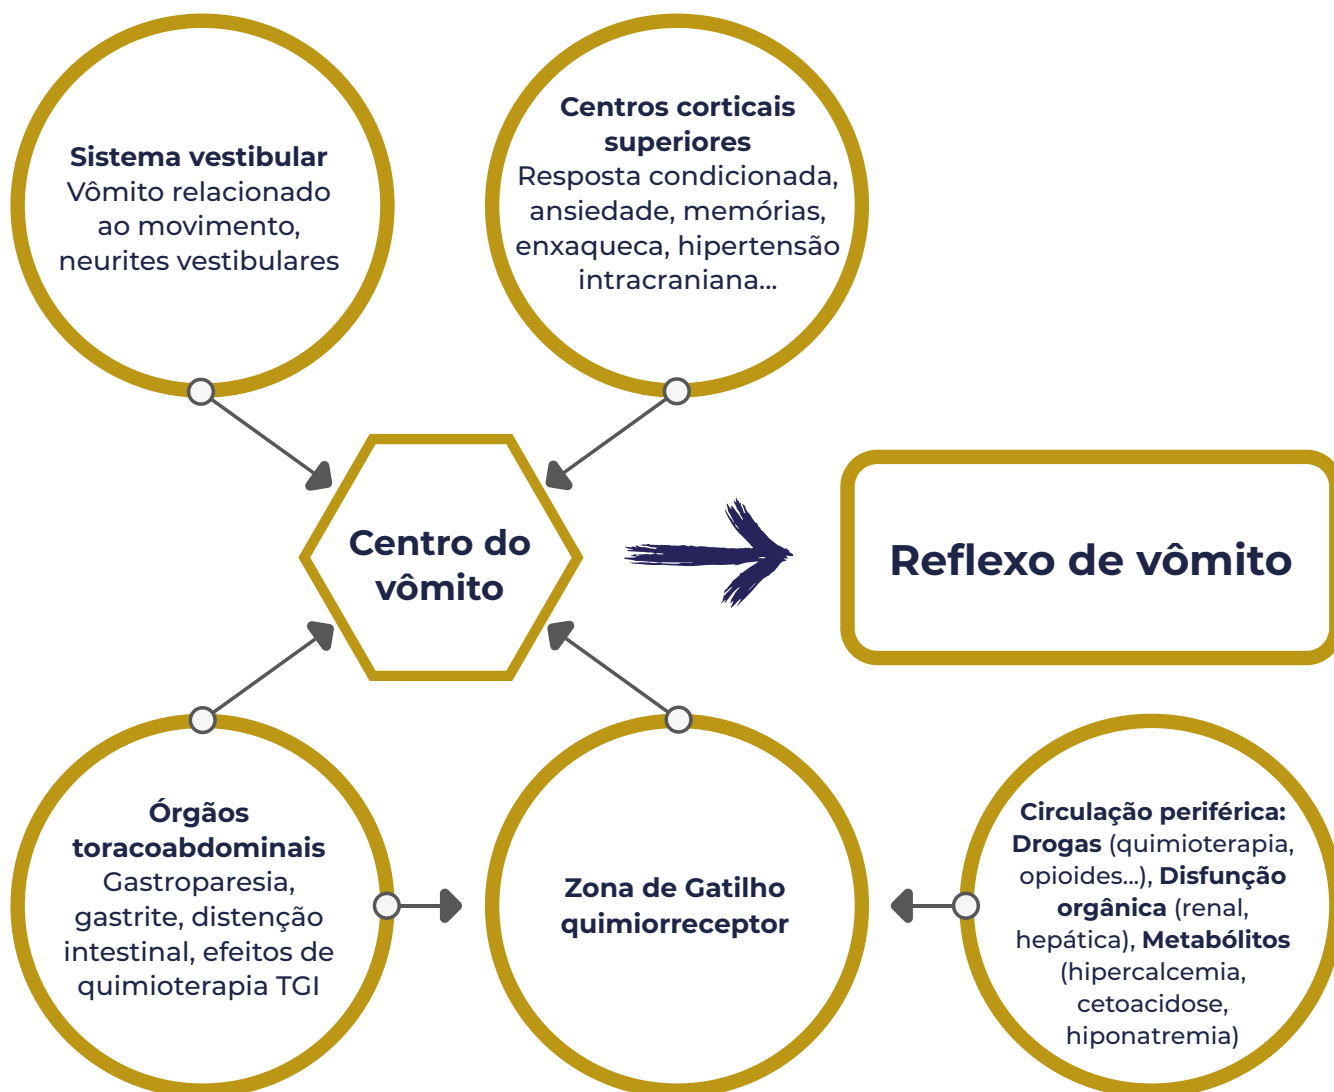 Sistema vestibular
Vômito relacionado
ao movimento,
neurites vestibulares
Centros corticais
superiores
Resposta condicionada,
ansiedade, memórias,
enxaqueca, hipertensão
intracraniana...
Centro do
vômito
Reflexo de vômito
Órgãos
toracoabdominais
Gastroparesia,
gastrite, distenção
intestinal, efeitos de
quimioterapia TGI
Zona de Gatilho
quimiorreceptor
Circulação periférica:
Drogas (quimioterapia,
opioides...), Disfunção
orgânica (renal,
hepática), Metabólitos
(hipercalcemia,
cetoacidose,
hiponatremia)